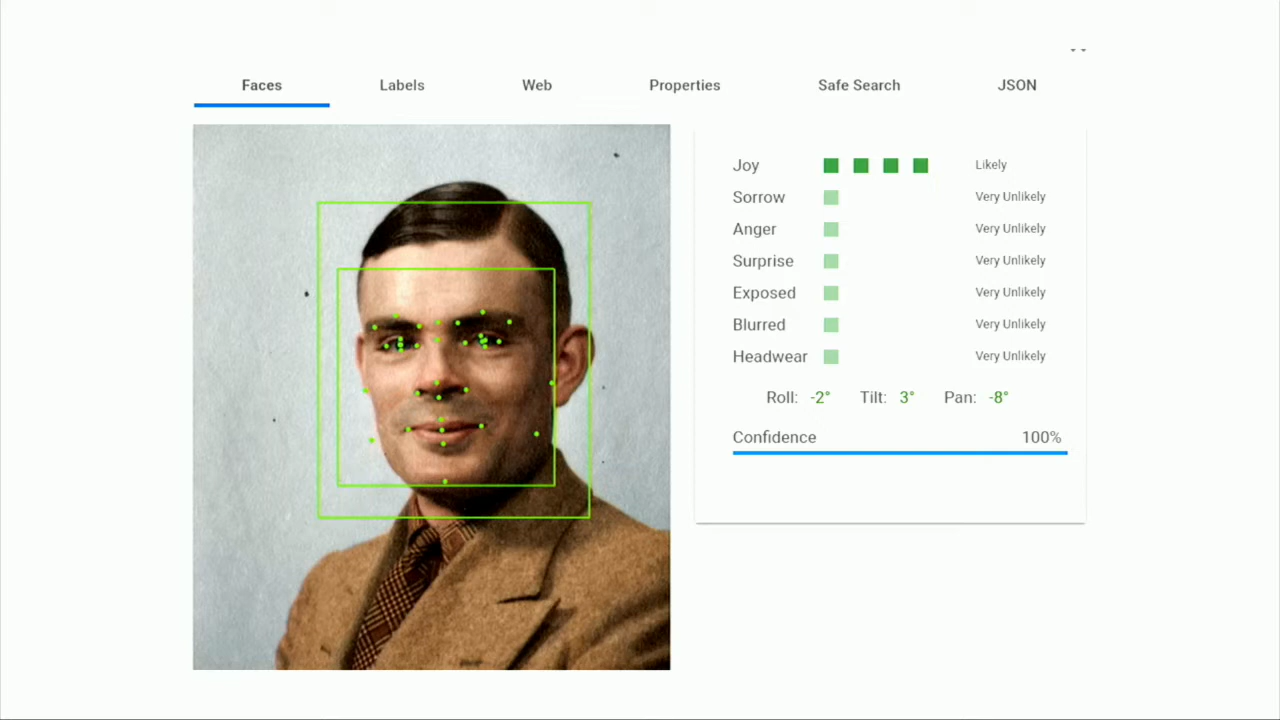 Faces Labels Web Properties Safe Search JSON
Joy Likely
Sorrow Very Unlikely
Anger Very Unlikely
Surprise Very Unlikely
Exposed Very Unlikely
Blurred Very Unlikely
Headwear Very Unlikely
Roll: -2° Tilt: 3° Pan: -8°
Confidence 100%